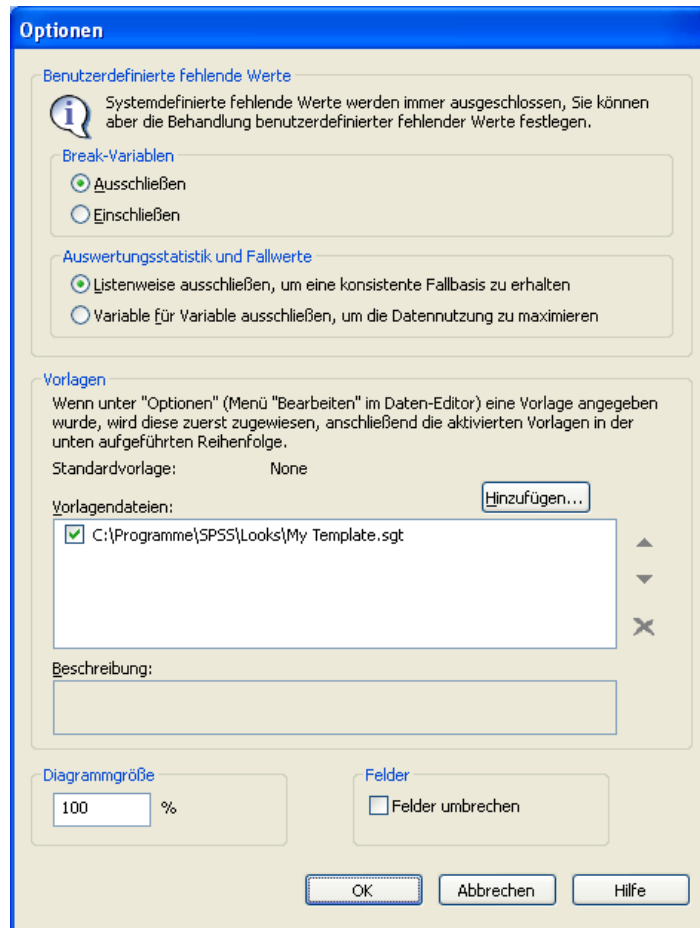 Optionen
Benutzerdefinierte fehlende Werte
Systemdefinierte fehlende Werte werden immer ausgeschlossen, Sie können
aber die Behandlung benutzerdefinierter fehlender Werte festlegen.
Break-Variablen
Ausschließen
Einschließen
Auswertungsstatistik und Fallwerte
Listenweise ausschließen, um eine konsistente Fallbasis zu erhalten
Variable für Variable ausschließen, um die Datennutzung zu maximieren
Vorlagen
Wenn unter "Optionen" (Menü "Bearbeiten" im Daten-Editor) eine Vorlage angegeben
wurde, wird diese zuerst zugewiesen, anschließend die aktivierten Vorlagen in der
unten aufgeführten Reihenfolge.
Standardvorlage: None
Hinzufügen...
Vorlagendateien:
C:\Programme\SPSS\Looks\My Template.sgt
Beschreibung:
Diagrammgröße
100 %
Felder
Felder umbrechen
OK Abbrechen Hilfe